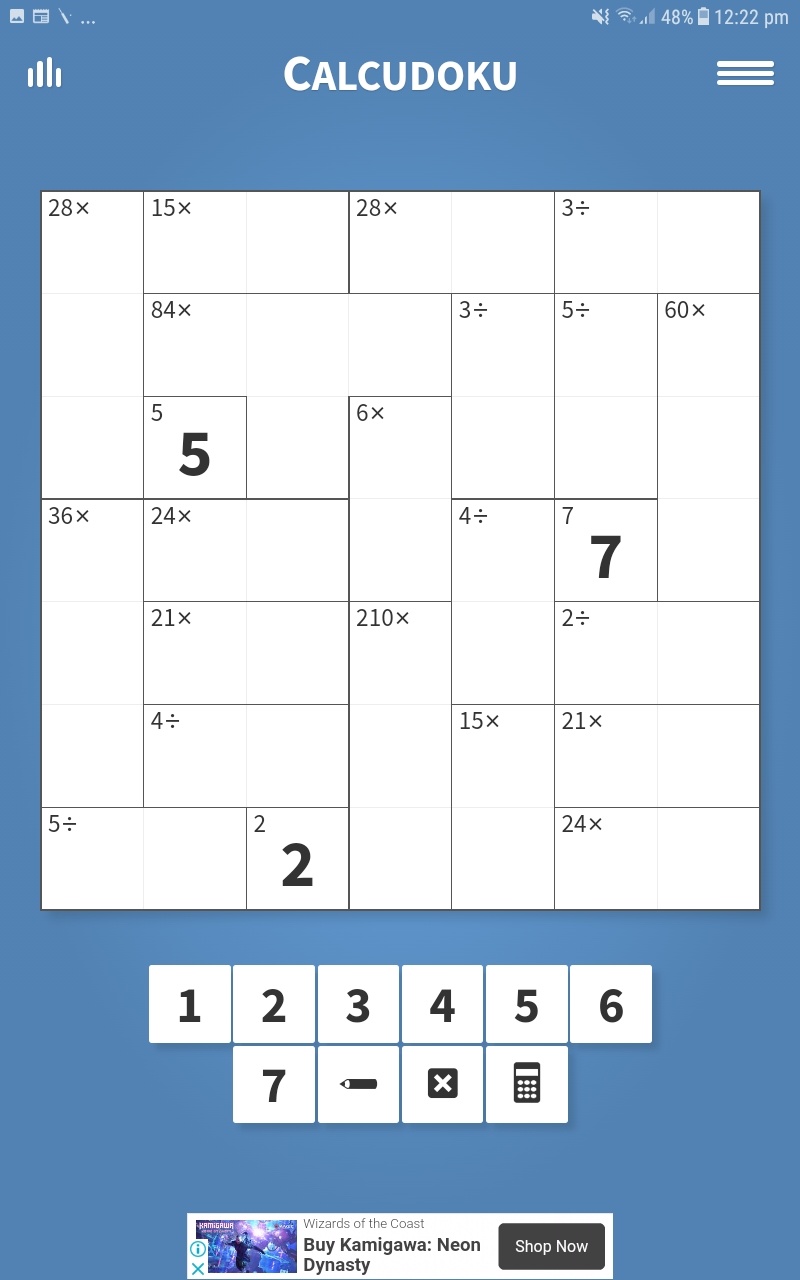 ... 48% 12:22 pm
CALCUDOKU
28× 15× 28× 3÷
84× 3÷ 5÷ 60×
5 6×
5
36× 24× 4÷ 7
7
21× 210× 2÷
4÷ 15× 21×
5÷ 2 24×
2
1 2 3 4 5 6
7
KAMIGAWA
Wizards of the Coast
Buy Kamigawa: Neon
Dynasty
Shop Now